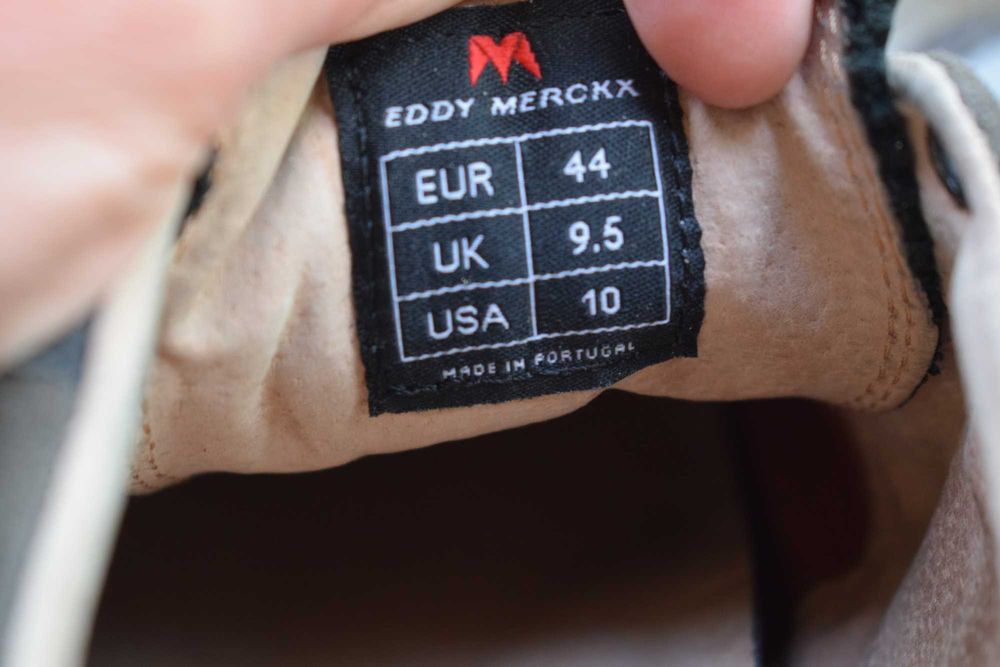 EDDY MERCKX
EUR 44
UK 9.5
USA 10
MADE IN PORTUGAL